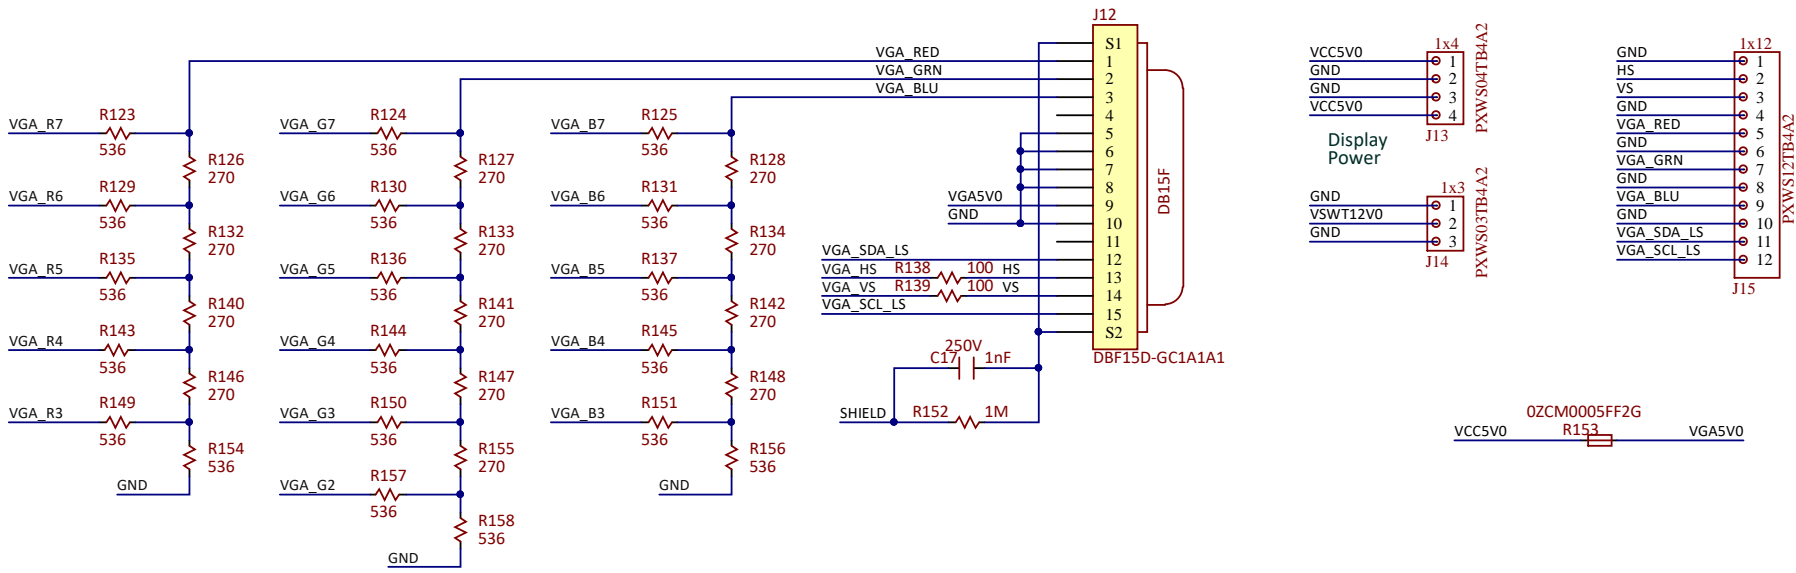 J12
VGA_RED
VGA_GRN
VGA_BLU
S1
1
2
3
4
5
6
7
8
9
10
11
12
13
14
15
S2
DB15F
DBF15D-GC1A1A1
VGA5V0
GND
VGA_SDA_LS
VGA_HS R138 100 HS
VGA_VS R139 100 VS
VGA_SCL_LS
250V
C17 1nF
SHIELD R152 1M
VGA_R7 R123 536
R126 270
VGA_R6 R129 536
R132 270
VGA_R5 R135 536
R140 270
VGA_R4 R143 536
R146 270
VGA_R3 R149 536
R154 536
GND
VGA_G7 R124 536
R127 270
VGA_G6 R130 536
R133 270
VGA_G5 R136 536
R141 270
VGA_G4 R144 536
R147 270
VGA_G3 R150 536
R155 270
VGA_G2 R157 536
R158 536
GND
VGA_B7 R125 536
R128 270
VGA_B6 R131 536
R134 270
VGA_B5 R137 536
R142 270
VGA_B4 R145 536
R148 270
VGA_B3 R151 536
R156 536
GND
1x4
VCC5V0 1
GND 2
GND 3
VCC5V0 4
J13
PXWS04TB4A2
Display
Power
1x3
GND 1
VSWT12V0 2
GND 3
J14
PXWS03TB4A2
1x12
GND 1
HS 2
VS 3
GND 4
VGA_RED 5
GND 6
VGA_GRN 7
GND 8
VGA_BLU 9
GND 10
VGA_SDA_LS 11
VGA_SCL_LS 12
J15
PXWS12TB4A2
0ZCM0005FF2G
VCC5V0 R153 VGA5V0